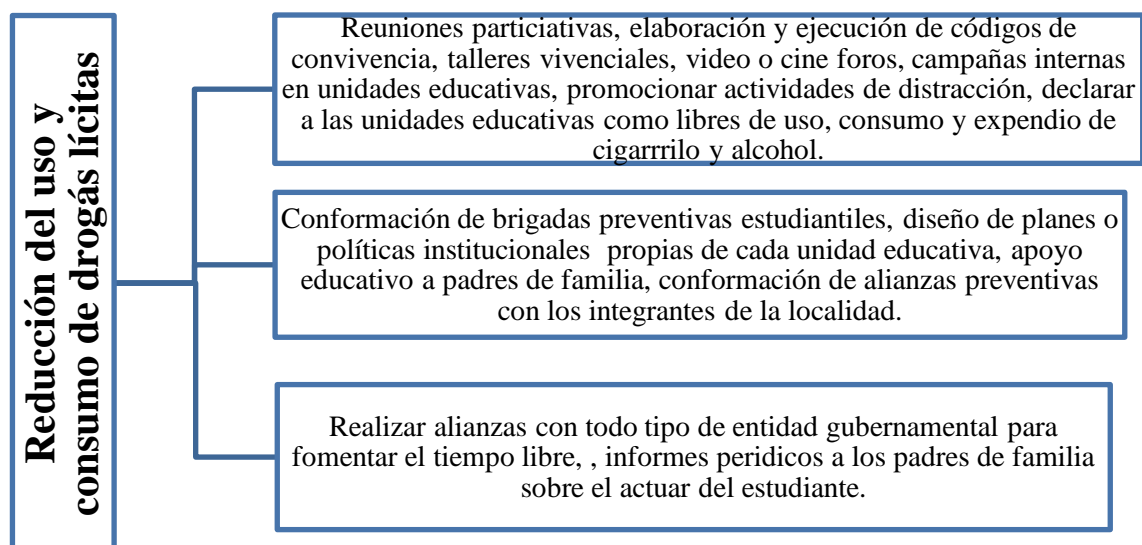 Reducción del uso y
consumo de drogás lícitas
Reuniones particiativas, elaboración y ejecución de códigos de
convivencia, talleres vivenciales, video o cine foros, campañas internas
en unidades educativas, promocionar actividades de distracción, declarar
a las unidades educativas como libres de uso, consumo y expendio de
cigarrrilo y alcohol.
Conformación de brigadas preventivas estudiantiles, diseño de planes o
políticas institucionales propias de cada unidad educativa, apoyo
educativo a padres de familia, conformación de alianzas preventivas
con los integrantes de la localidad.
Realizar alianzas con todo tipo de entidad gubernamental para
fomentar el tiempo libre, , informes peridicos a los padres de familia
sobre el actuar del estudiante.